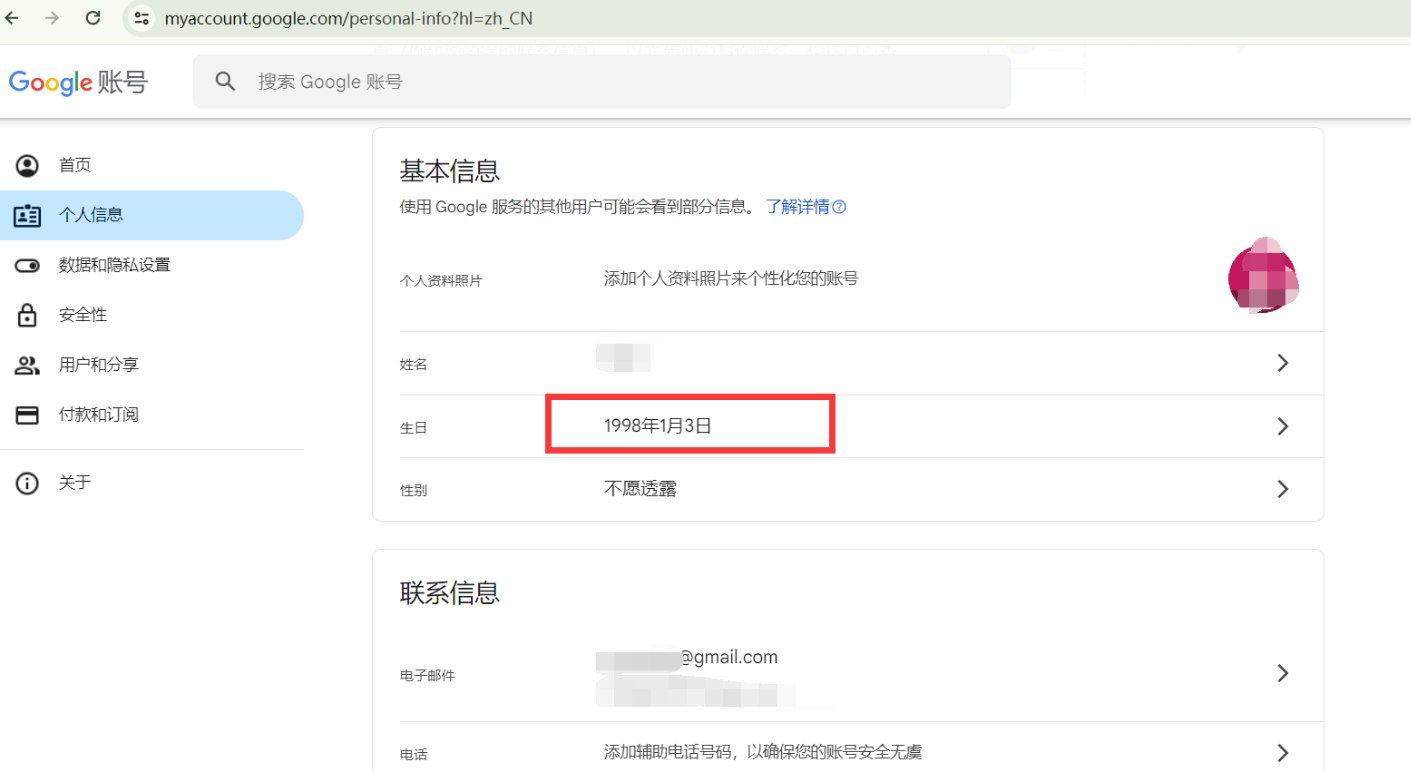 myaccount.google.com/personal-info?hl=zh_CN
Google 账号
搜索 Google 账号
首页
个人信息
数据和隐私设置
安全性
用户和分享
付款和订阅
关于
基本信息
使用 Google 服务的其他用户可能会看到部分信息。 了解详情
个人资料照片
添加个人资料照片来个性化您的账号
姓名
生日
1998年1月3日
性别
不愿透露
联系信息
电子邮件
@gmail.com
电话
添加辅助电话号码，以确保您的账号安全无虞